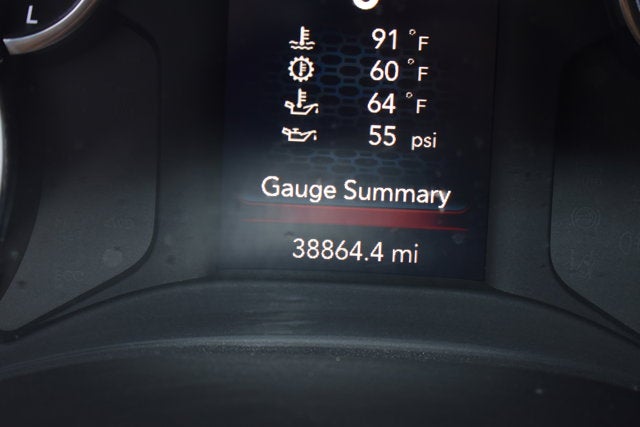 L
91 °F
60 °F
64 °F
55 psi
Gauge Summary
38864.4 mi